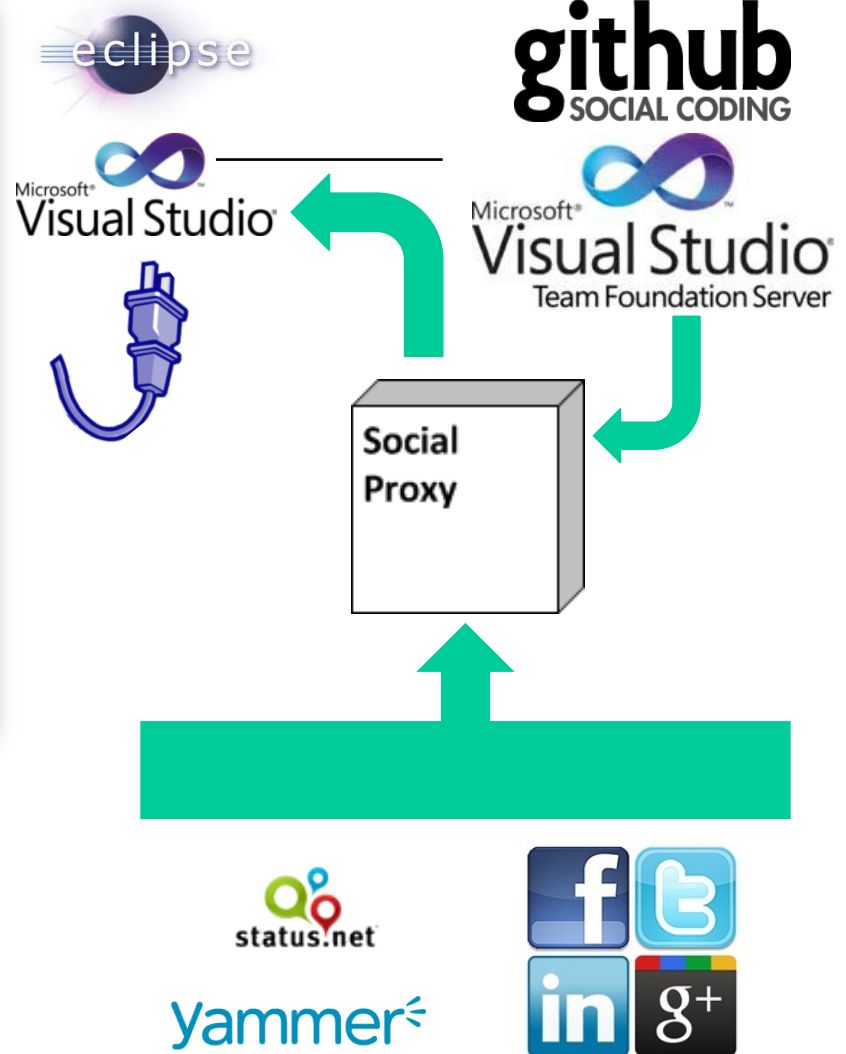 eclipse
github
SOCIAL CODING
Microsoft®
Visual Studio®
Microsoft®
Visual Studio®
Team Foundation Server
Social
Proxy
status.net
f
t
yammer
in
g+